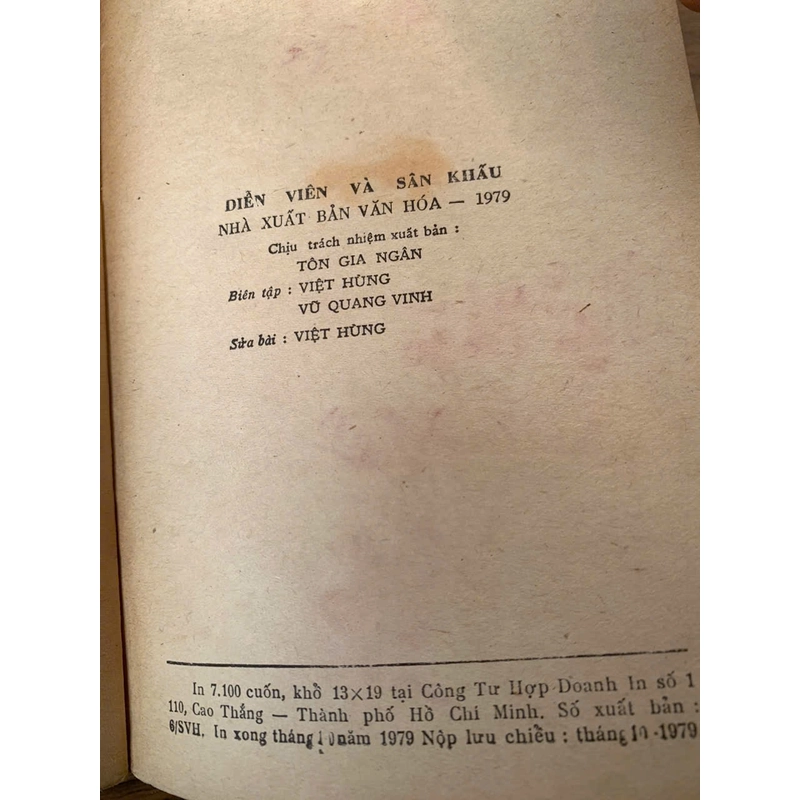 DIỄN VIÊN VÀ SÂN KHẤU
NHÀ XUẤT BẢN VĂN HÓA — 1979
Chịu trách nhiệm xuất bản :
TÔN GIA NGÂN
Biên tập : VIỆT HÙNG
VŨ QUANG VINH
Sửa bài : VIỆT HÙNG
In 7.100 cuốn, khổ 13×19 tại Công Tư Hợp Doanh In số 1
110, Cao Thắng — Thành phố Hồ Chí Minh. Số xuất bản :
6/SVH. In xong tháng 10 năm 1979 Nộp lưu chiều : tháng 10 -1979